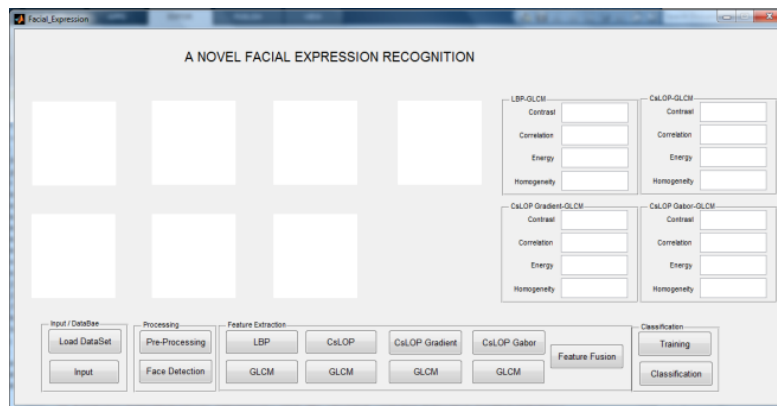 Facial_Expression
A NOVEL FACIAL EXPRESSION RECOGNITION
LBP-GLCM
Contrast
Correlation
Energy
Homogeneity
CsLOP-GLCM
Contrast
Correlation
Energy
Homogeneity
CsLOP Gradient-GLCM
Contrast
Correlation
Energy
Homogeneity
CsLOP Gabor-GLCM
Contrast
Correlation
Energy
Homogeneity
Input / DataBae
Load DataSet
Input
Processing
Pre-Processing
Face Detection
Feature Extraction
LBP
CsLOP
CsLOP Gradient
CsLOP Gabor
GLCM
GLCM
GLCM
GLCM
Feature Fusion
Classification
Training
Classification